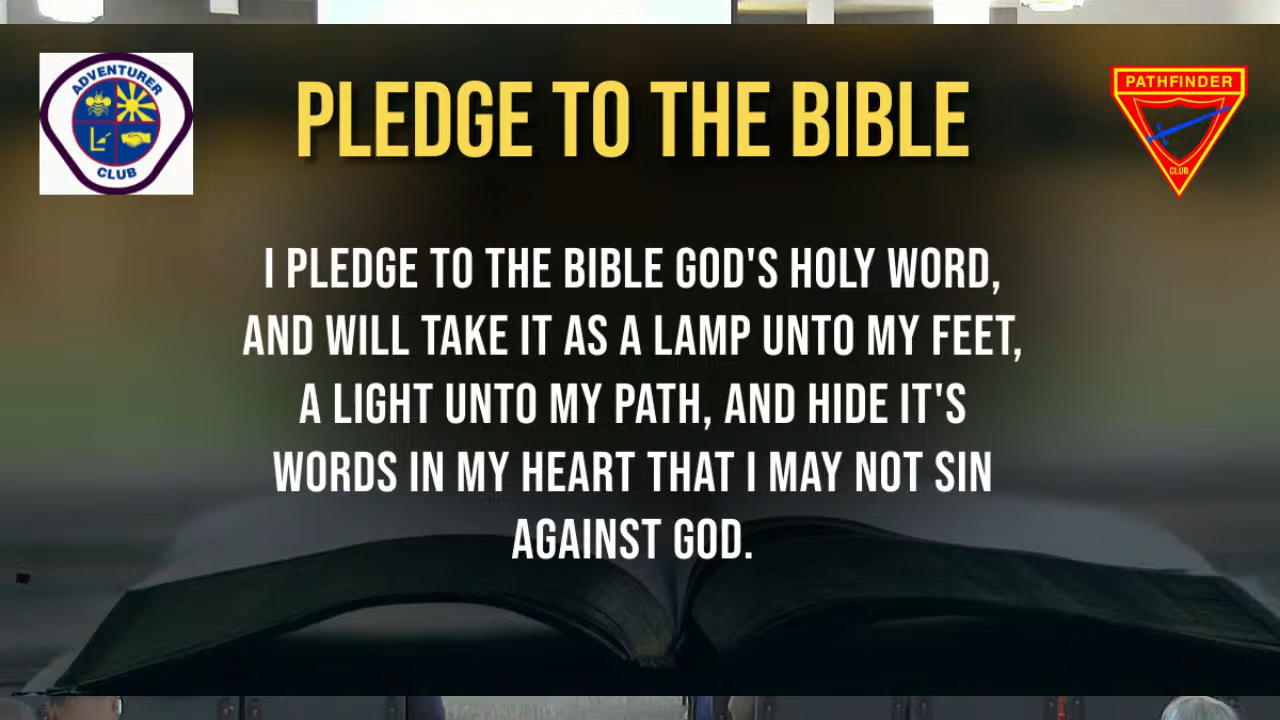 ADVENTURER
CLUB
PLEDGE TO THE BIBLE
PATHFINDER
CLUB
I PLEDGE TO THE BIBLE GOD'S HOLY WORD,
AND WILL TAKE IT AS A LAMP UNTO MY FEET,
A LIGHT UNTO MY PATH, AND HIDE IT'S
WORDS IN MY HEART THAT I MAY NOT SIN
AGAINST GOD.